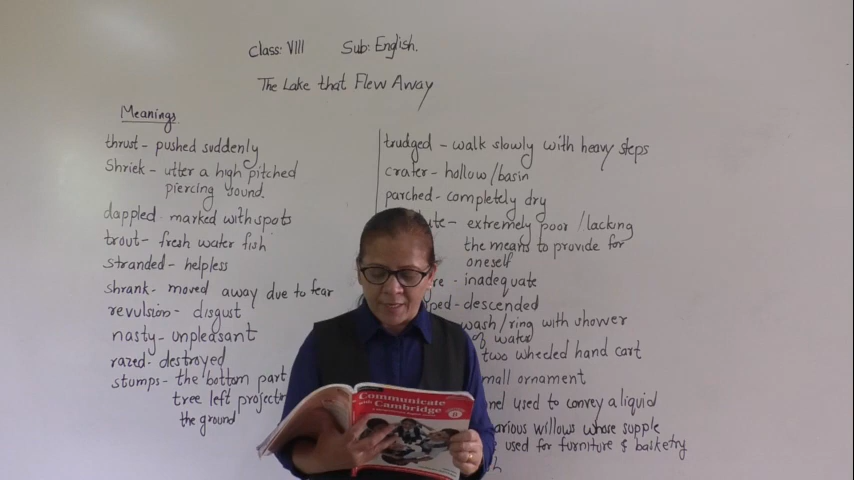 Class: VIII Sub: English.
The Lake that Flew Away
Meanings
thrust - pushed suddenly
Shriek - utter a high pitched
piercing sound.
dappled - marked with spots
trout - fresh water fish
stranded - helpless
shrank - moved away due to fear
revulsion - disgust
nasty - unpleasant
razed - destroyed
stumps - the bottom part
tree left
the ground
trudged - walk slowly with heavy steps
crater - hollow/basin
parched - completely dry
- extremely poor / lacking
the means to provide for
oneself
- inadequate
- descended
wash/ring with shower
of water
two wheeled hand cart
ornament
used to convey a liquid
willows whose supple
used for furniture & basketry
Communicate
with Cambridge
8